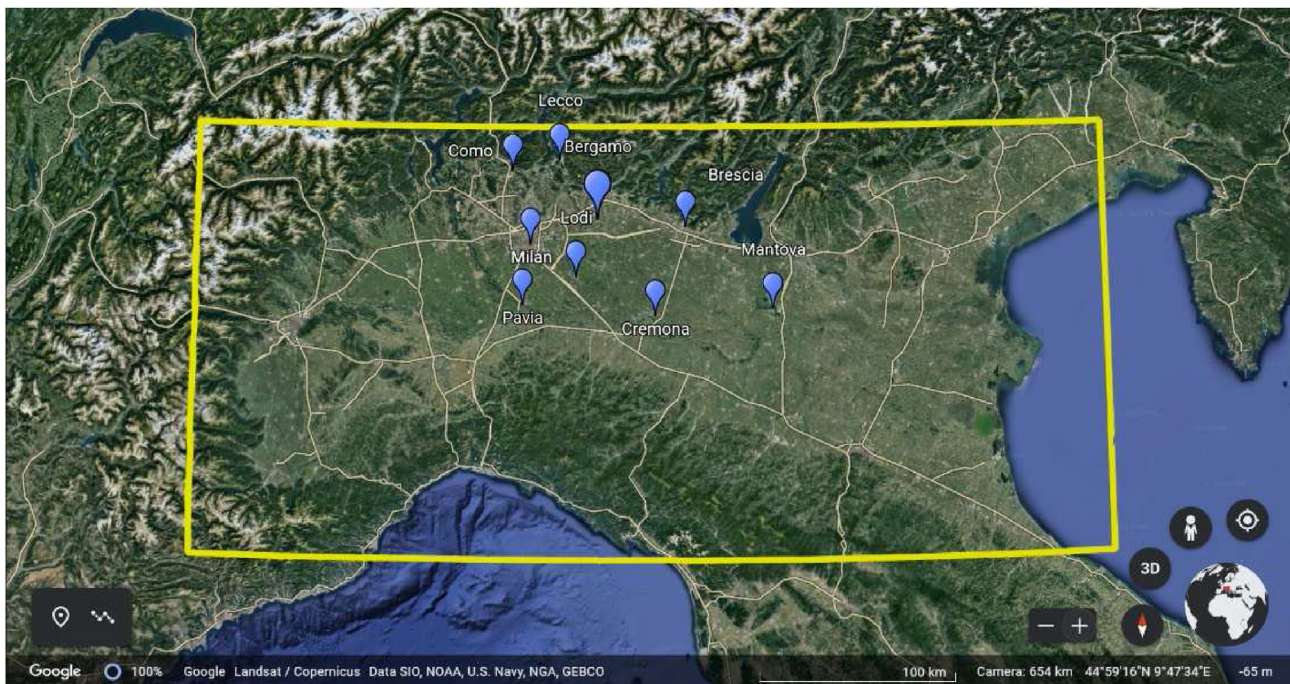 Lecco
Como
Bergamo
Brescia
Lodi
Milan
Mantova
Pavia
Cremona
3D
Google 100% Google Landsat / Copernicus Data SIO, NOAA, U.S. Navy, NGA, GEBCO 100 km Camera: 654 km 44°59'16"N 9°47'34"E -65 m